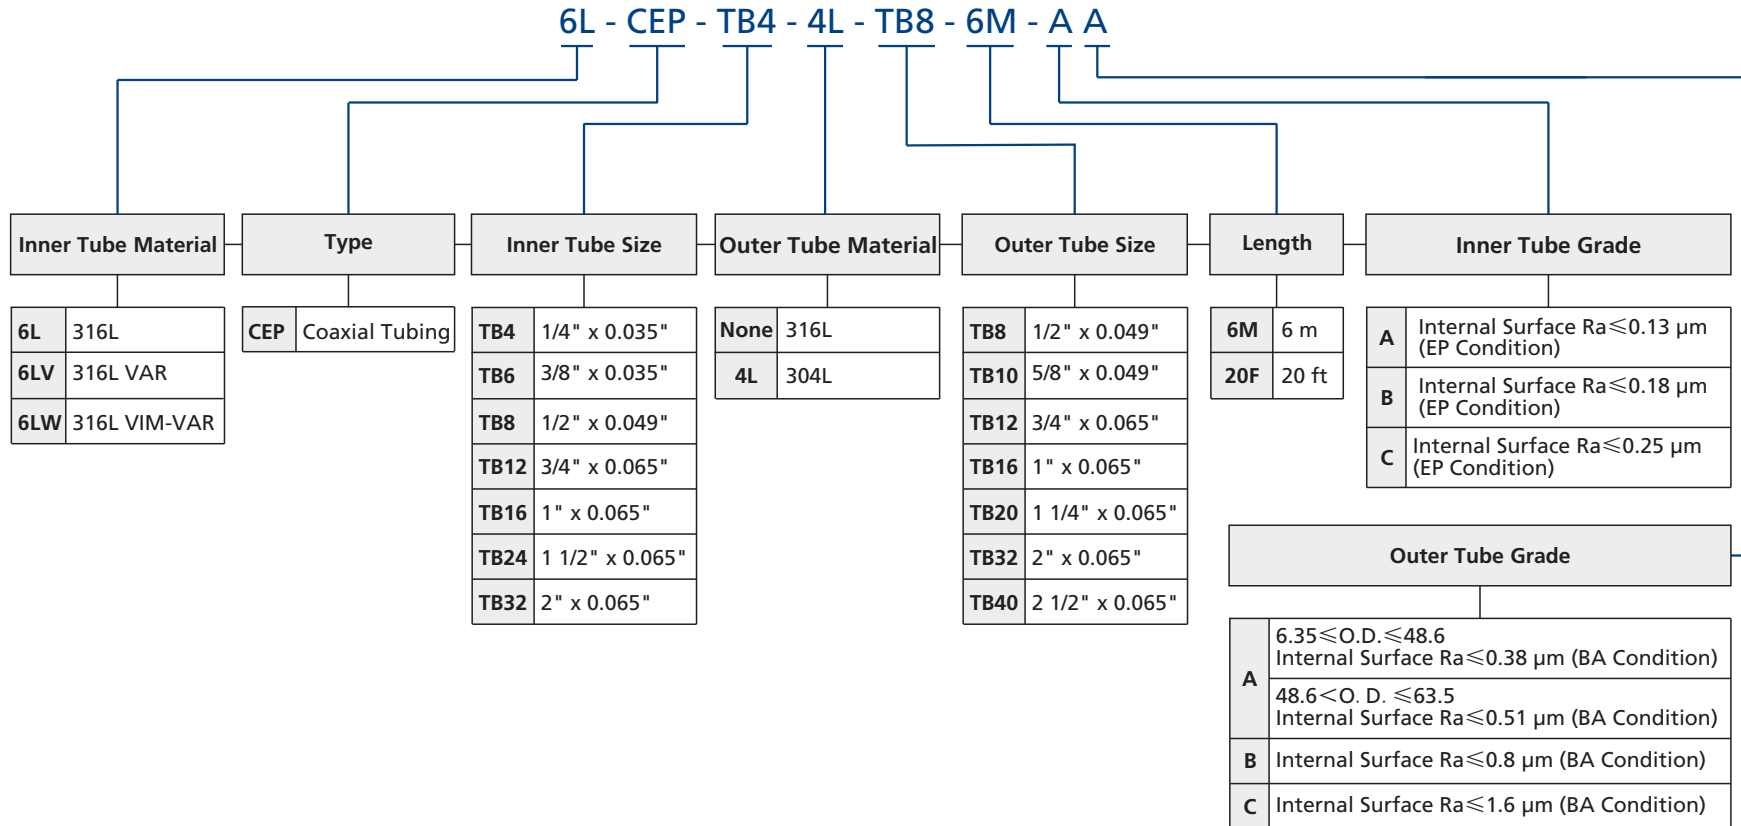 6L - CEP - TB4 - 4L - TB8 - 6M - A A
Inner Tube Material
6L 316L
6LV 316L VAR
6LW 316L VIM-VAR
Type
CEP Coaxial Tubing
Inner Tube Size
TB4 1/4" x 0.035"
TB6 3/8" x 0.035"
TB8 1/2" x 0.049"
TB12 3/4" x 0.065"
TB16 1" x 0.065"
TB24 1 1/2" x 0.065"
TB32 2" x 0.065"
Outer Tube Material
None 316L
4L 304L
Outer Tube Size
TB8 1/2" x 0.049"
TB10 5/8" x 0.049"
TB12 3/4" x 0.065"
TB16 1" x 0.065"
TB20 1 1/4" x 0.065"
TB32 2" x 0.065"
TB40 2 1/2" x 0.065"
Length
6M 6 m
20F 20 ft
Inner Tube Grade
A Internal Surface Ra≤0.13 µm
(EP Condition)
B Internal Surface Ra≤0.18 µm
(EP Condition)
C Internal Surface Ra≤0.25 µm
(EP Condition)
Outer Tube Grade
A
6.35≤O.D.≤48.6
Internal Surface Ra≤0.38 µm (BA Condition)
48.6<O. D. ≤63.5
Internal Surface Ra≤0.51 µm (BA Condition)
B Internal Surface Ra≤0.8 µm (BA Condition)
C Internal Surface Ra≤1.6 µm (BA Condition)